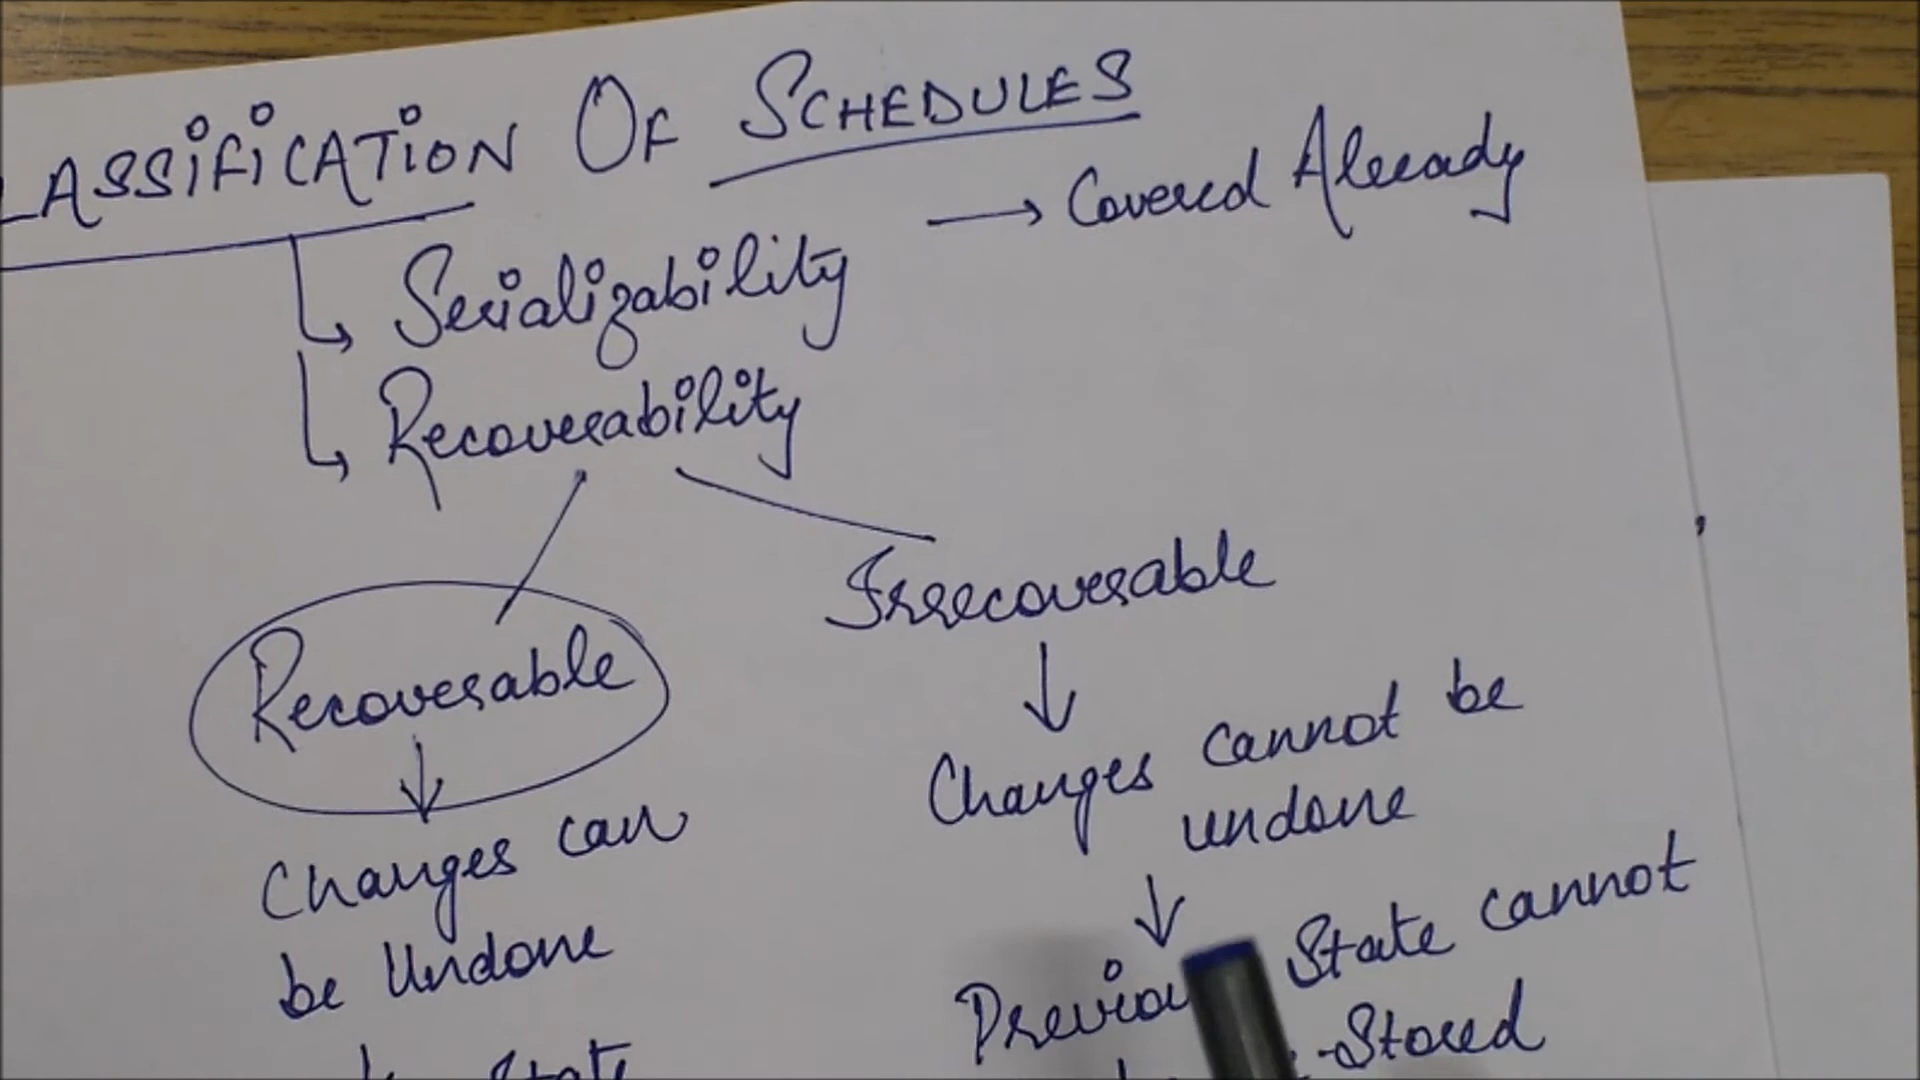 LASSiFiCATiON OF SCHEDULES
Serializability → Covered Already
Recoverability
Recoverable
Irrecoverable
Changes can
be Undone
State
Changes cannot be
undone
State cannot
-Stored